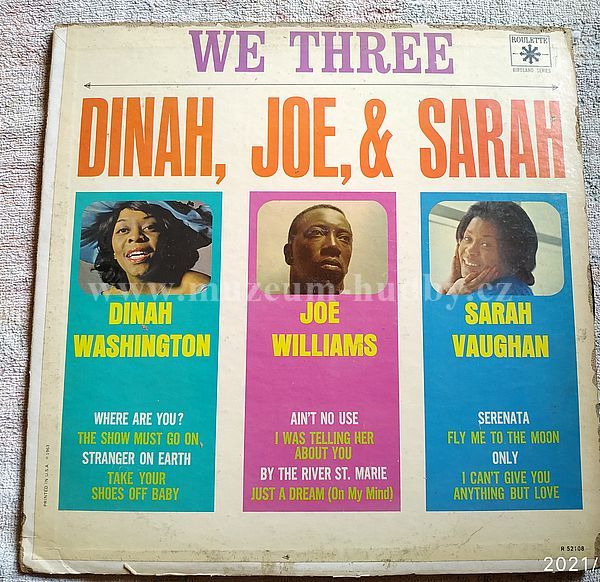 WE THREE
ROULETTE
BIRDLAND SERIES
DINAH, JOE, & SARAH
www.muzeum-hudby.cz
DINAH
WASHINGTON
WHERE ARE YOU?
THE SHOW MUST GO ON
STRANGER ON EARTH
TAKE YOUR
SHOES OFF BABY
JOE
WILLIAMS
AIN'T NO USE
I WAS TELLING HER
ABOUT YOU
BY THE RIVER ST. MARIE
JUST A DREAM (On My Mind)
SARAH
VAUGHAN
SERENATA
FLY ME TO THE MOON
ONLY
I CAN'T GIVE YOU
ANYTHING BUT LOVE
PRINTED IN U.S.A. © 1963
R 52108
2021/